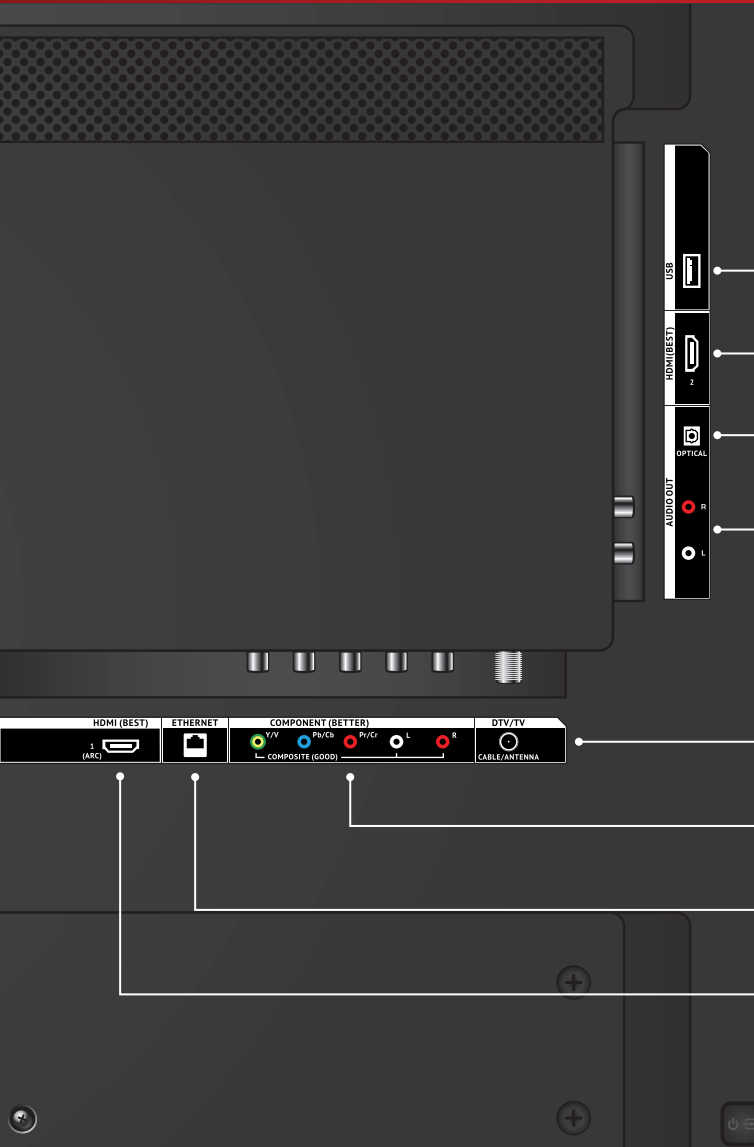 USB
HDMI(BEST)
2
OPTICAL
AUDIO OUT
R
L
HDMI (BEST)
1
(ARC)
ETHERNET
COMPONENT (BETTER)
Y/V Pb/Cb Pr/Cr L R
COMPOSITE (GOOD)
DTV/TV
CABLE/ANTENNA